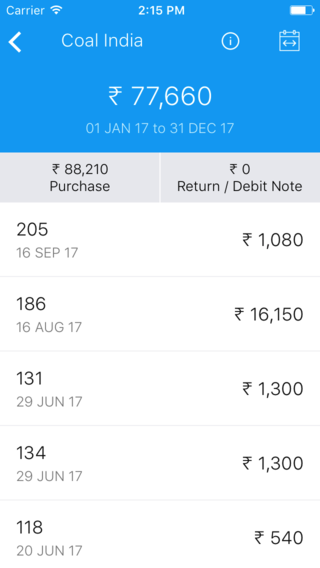 Carrier 2:15 PM
Coal India
₹ 77,660
01 JAN 17 to 31 DEC 17
₹ 88,210 ₹ 0
Purchase Return / Debit Note
205 ₹ 1,080
16 SEP 17
186 ₹ 16,150
16 AUG 17
131 ₹ 1,300
29 JUN 17
134 ₹ 1,300
29 JUN 17
118 ₹ 540
20 JUN 17